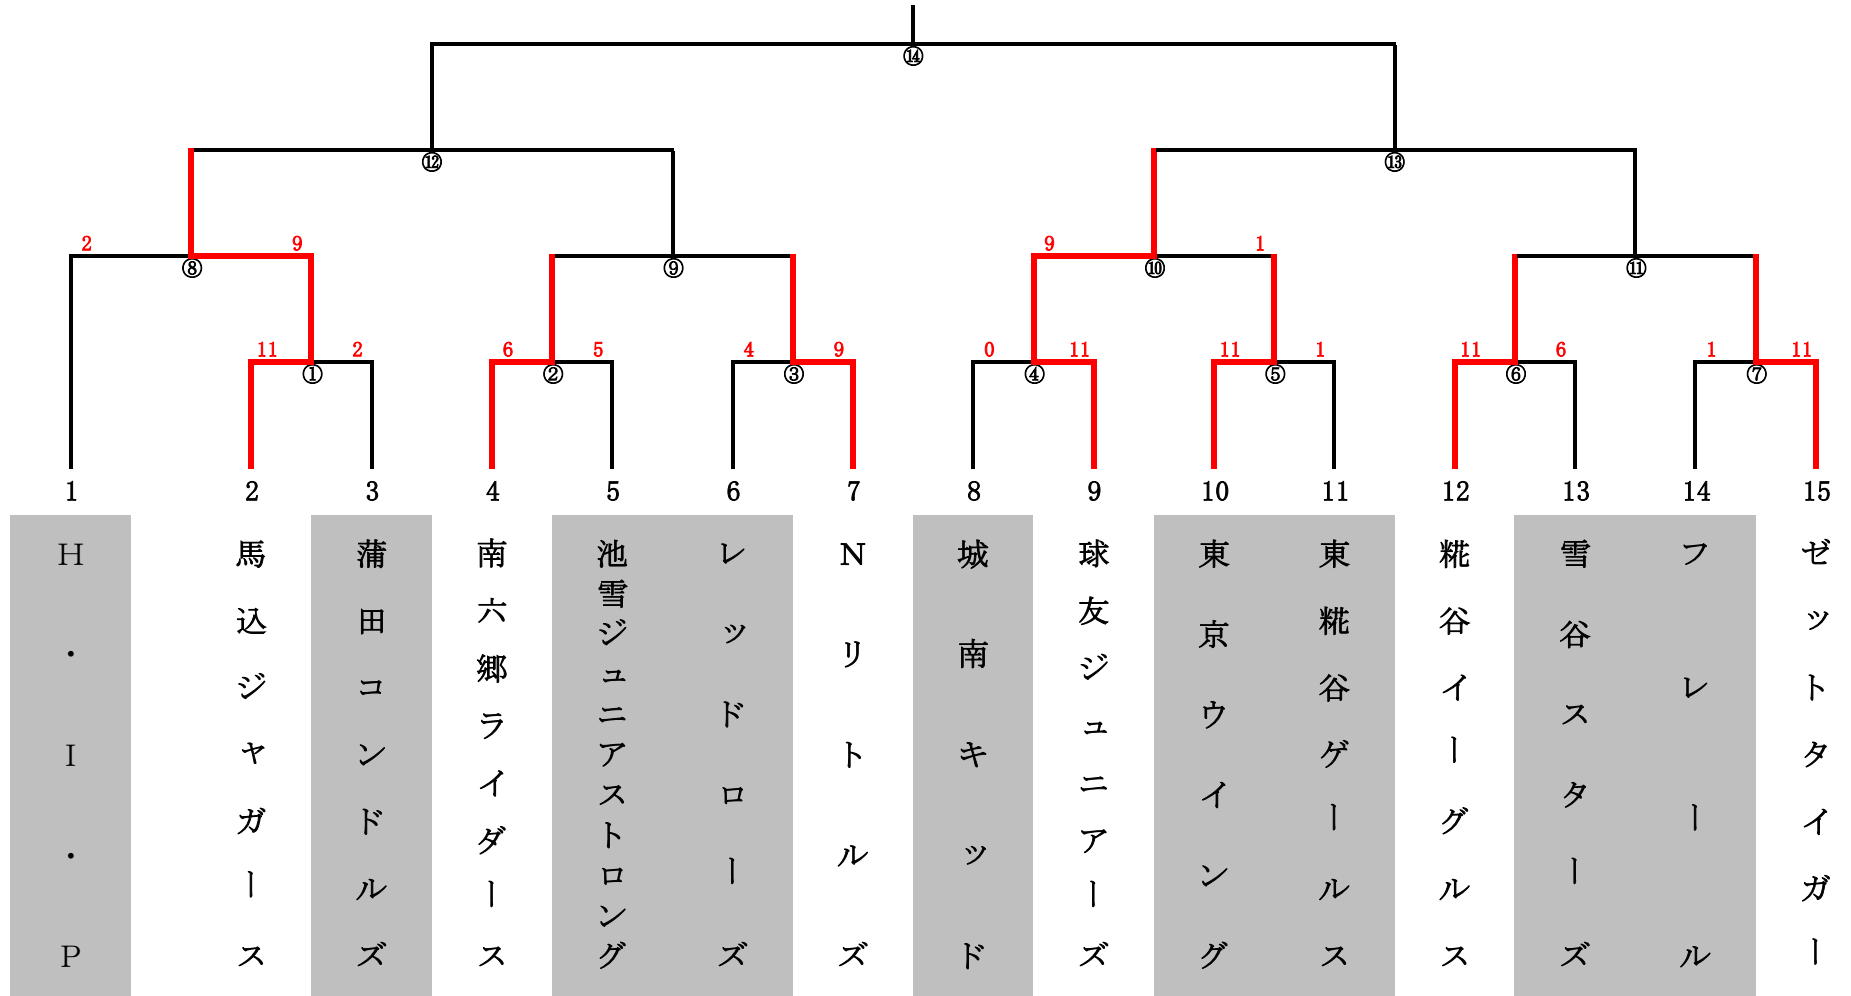 ⑭
⑫ ⑬
2 9 9 1
⑧ ⑨ ⑩ ⑪
11 2 6 5 4 9 0 11 11 1 11 6 1 11
① ② ③ ④ ⑤ ⑥ ⑦
1 2 3 4 5 6 7 8 9 10 11 12 13 14 15
H・I・P
馬込ジャガース
蒲田コンドルズ
南六郷ライダース
池雪ジュニアストロング
レッドローズ
Nリトルズ
城南キッド
球友ジュニアーズ
東京ウイング
東糀谷ゲールス
糀谷イーグルス
雪谷スターズ
フレール
ゼットタイガー